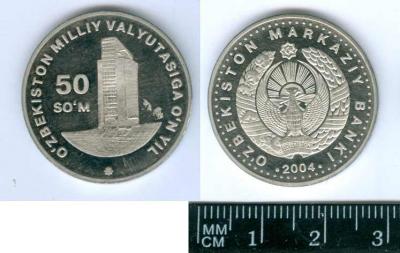 O'ZBEKISTON MILLIY VALYUTASIGA O'N YIL
50
SO'M
O'ZBEKISTON MARKAZIY BANKI
2004
MM
CM 1 2 3